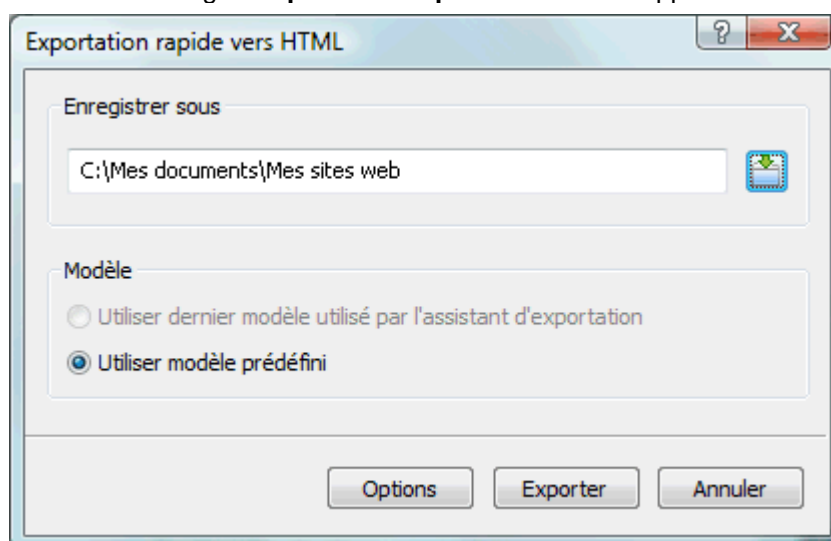 Exportation rapide vers HTML
Enregistrer sous
C:\Mes documents\Mes sites web
Modèle
Utiliser dernier modèle utilisé par l'assistant d'exportation
Utiliser modèle prédéfini
Options Exporter Annuler